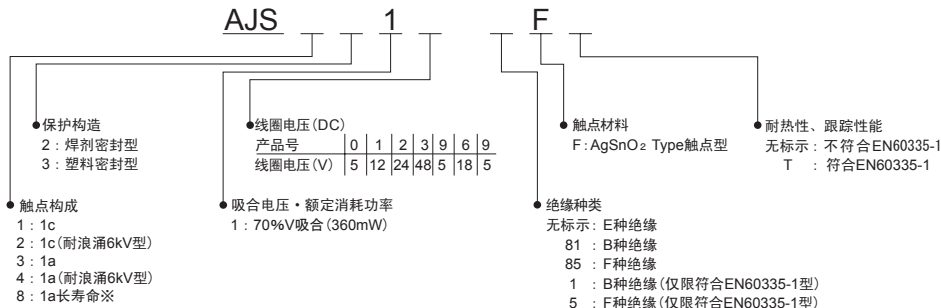 AJS 1 F
保护构造
2：焊剂密封型
3：塑料密封型
线圈电压(DC)
产品号 0 1 2 3 9 6 9
线圈电压(V) 5 12 24 48 5 18 5
触点材料
F：AgSnO₂ Type触点型
耐热性、跟踪性能
无标示：不符合EN60335-1
T ：符合EN60335-1
触点构成
1：1c
2：1c(耐浪涌6kV型)
3：1a
4：1a(耐浪涌6kV型)
8：1a长寿命※
吸合电压・额定消耗功率
1：70%V吸合(360mW)
绝缘种类
无标示：E种绝缘
81 ：B种绝缘
85 ：F种绝缘
1 ：B种绝缘(仅限符合EN60335-1型)
5 ：F种绝缘(仅限符合EN60335-1型)